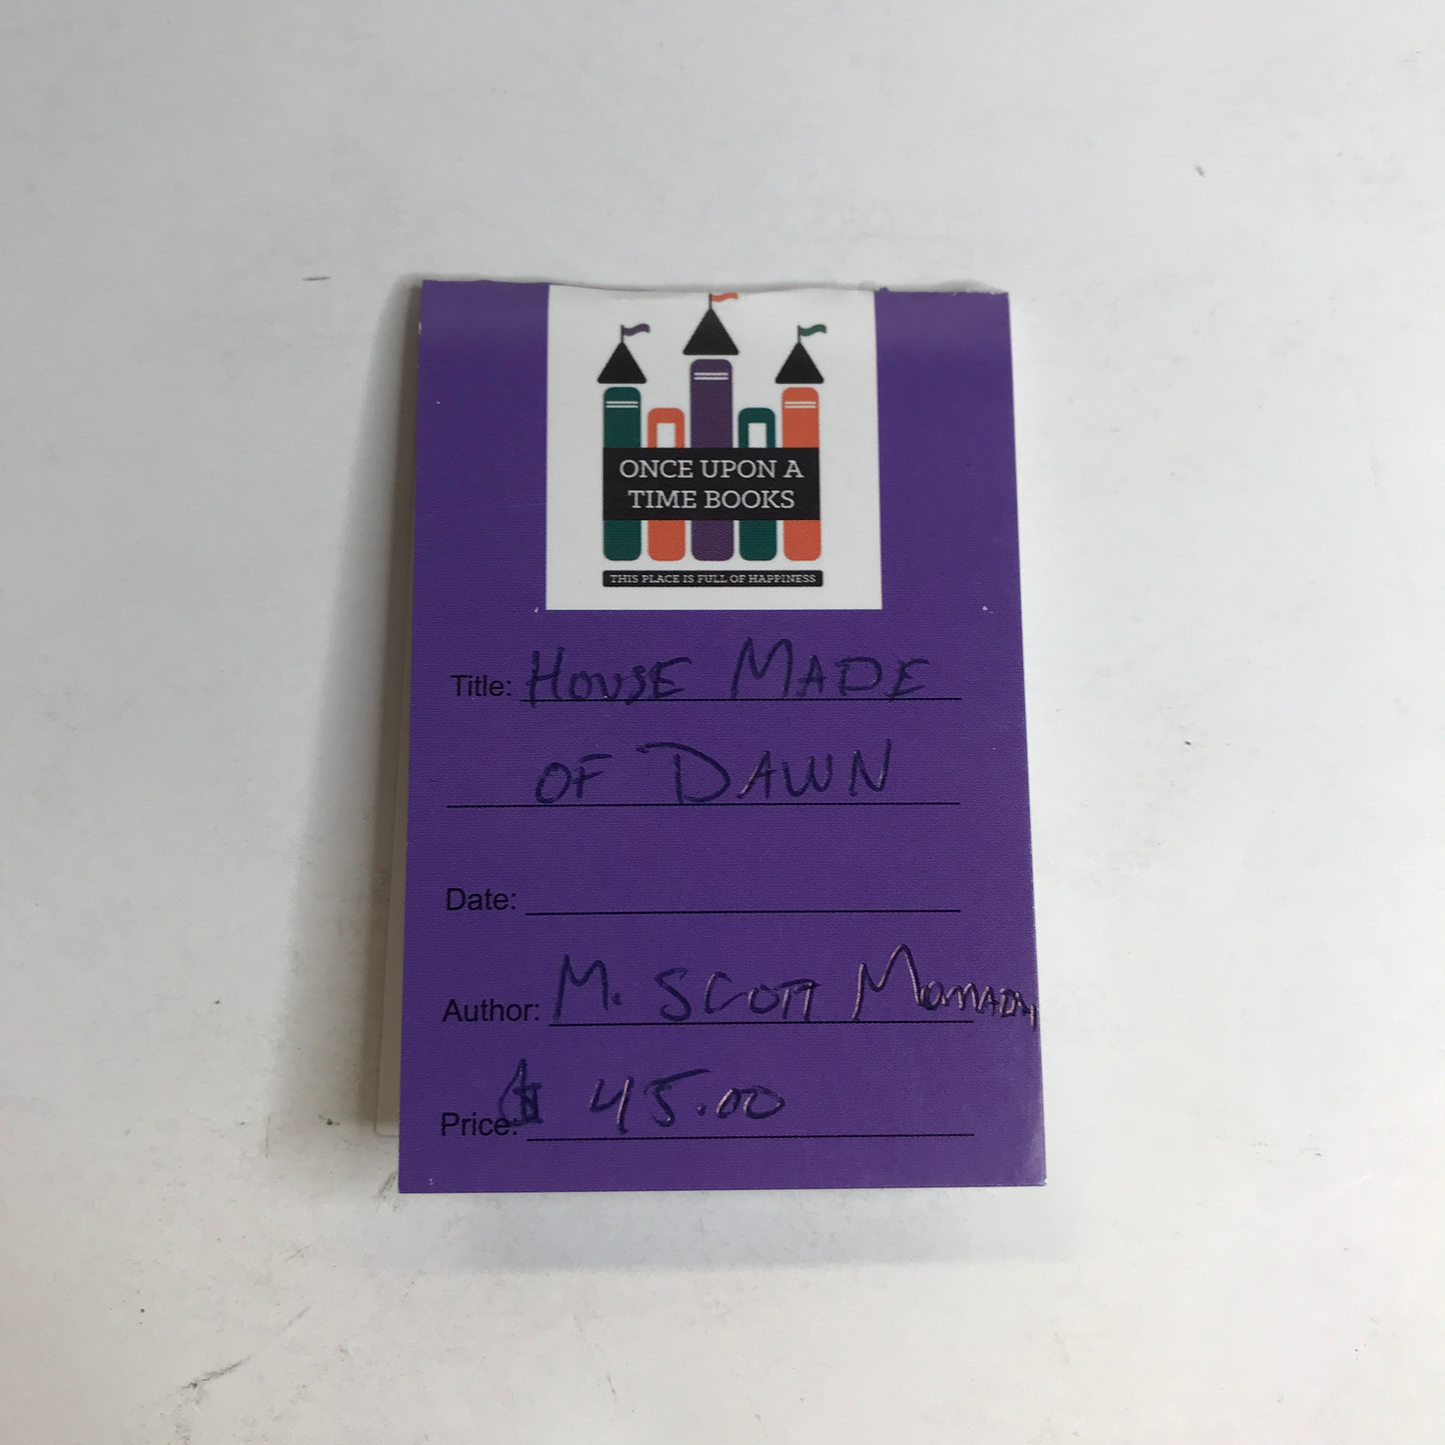 ONCE UPON A
TIME BOOKS
THIS PLACE IS FULL OF HAPPINESS
Title: HOUSE MADE
OF DAWN
Date:
Author: M. SCOTT MOMADAY
Price: $ 45.00